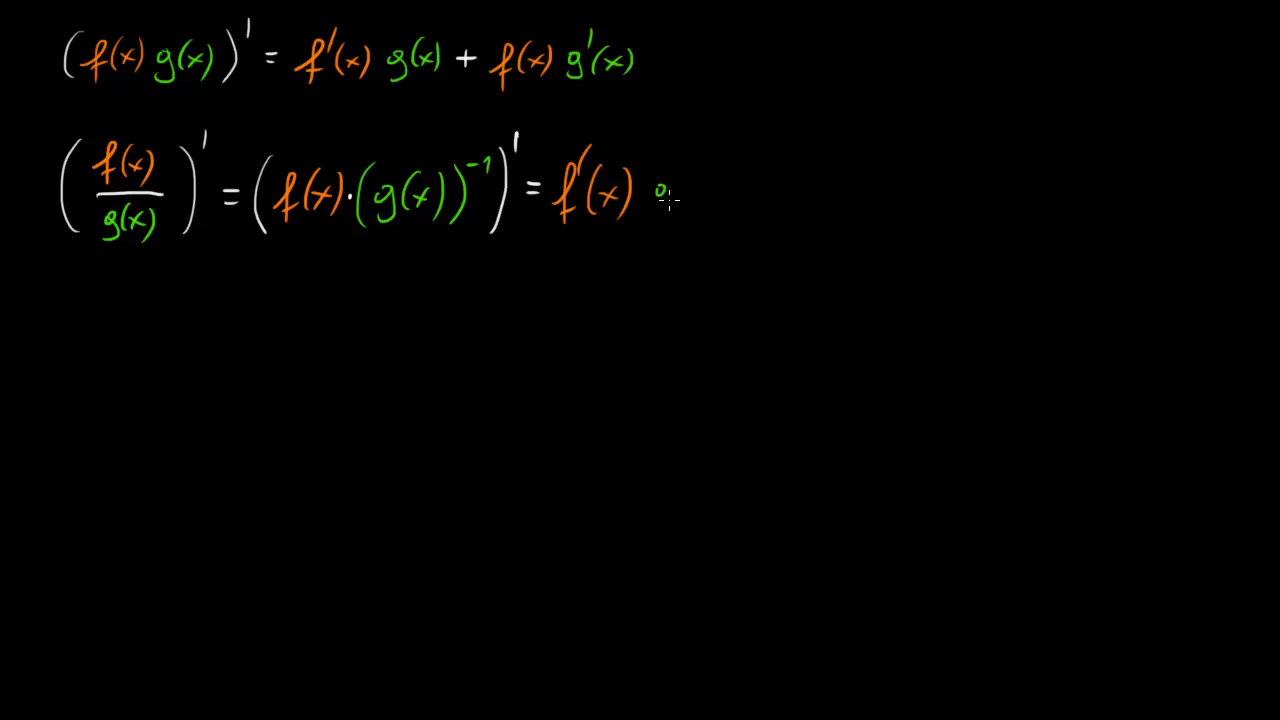 (f(x) g(x))' = f'(x) g(x) + f(x) g'(x)
(f(x)/g(x))' = (f(x)·(g(x))⁻¹)' = f'(x)